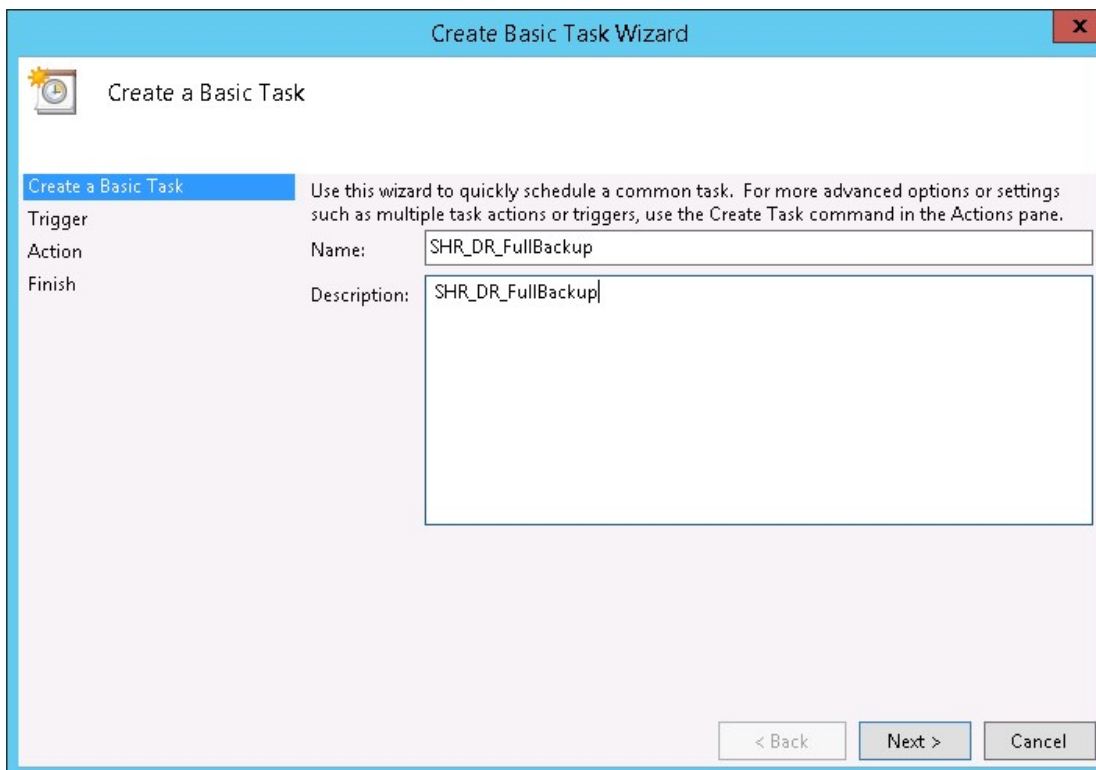 Create Basic Task Wizard
x
Create a Basic Task
Create a Basic Task
Trigger
Action
Finish
Use this wizard to quickly schedule a common task.  For more advanced options or settings
such as multiple task actions or triggers, use the Create Task command in the Actions pane.
Name:
SHR_DR_FullBackup
Description:
SHR_DR_FullBackup
< Back
Next >
Cancel